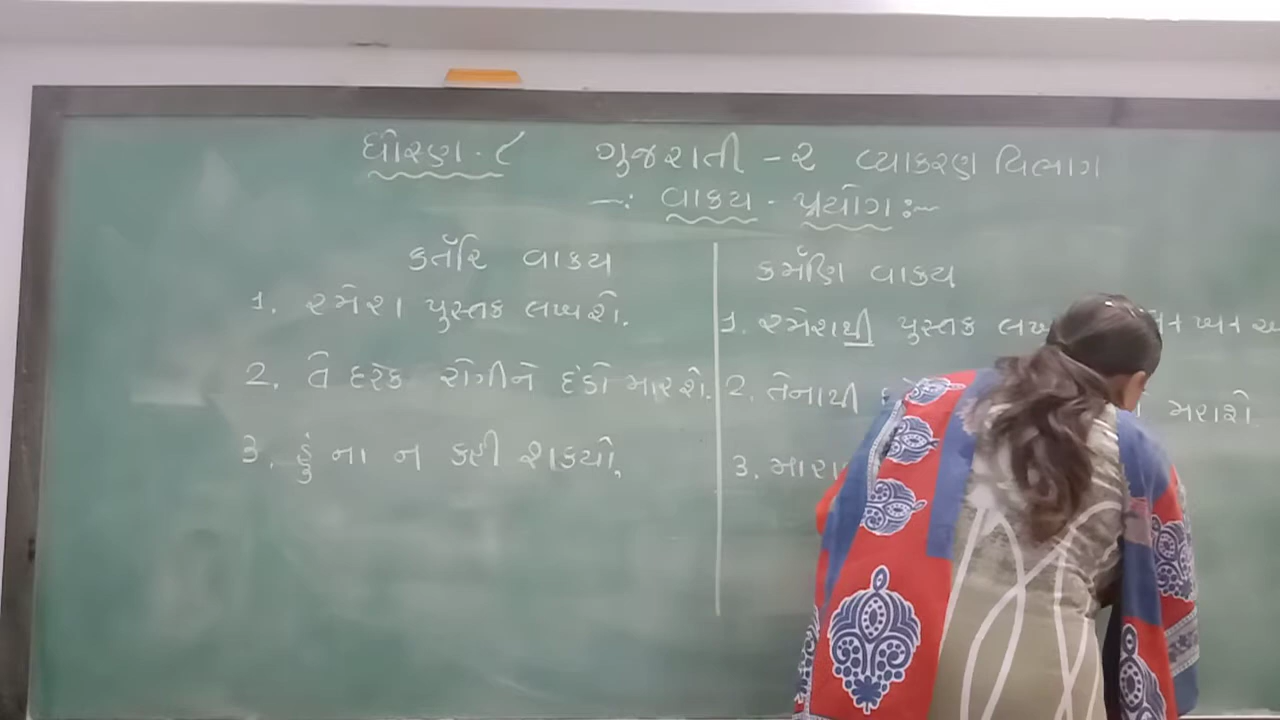 ધોરણ-૮ ગુજરાતી - ૨ વ્યાકરણ વિભાગ
-: વાક્ય - પ્રયોગ :-
કર્તરિ વાક્ય
1. રમેશ પુસ્તક લખશે.
2. તે દરેક રોગીને દંડો મારશે.
3. હું ના ન કહી શક્યો.
કર્મણિ વાક્ય
1. રમેશથી પુસ્તક
2. તેનાથી મરાશે.
3.